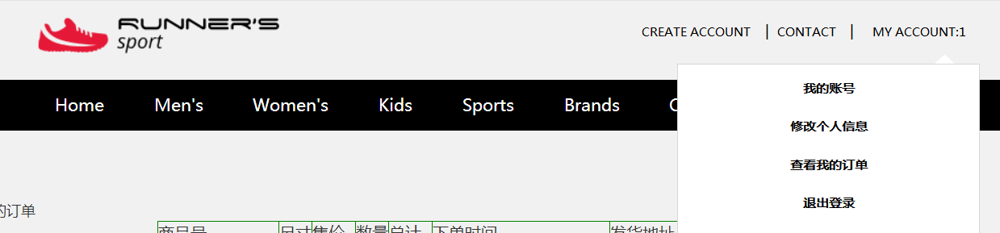 RUNNER'S
sport
CREATE ACCOUNT | CONTACT | MY ACCOUNT:1
Home Men's Women's Kids Sports Brands
我的账号
修改个人信息
查看我的订单
退出登录
的订单
商品号 尺寸 售价 数量 总计 下单时间 发货地址